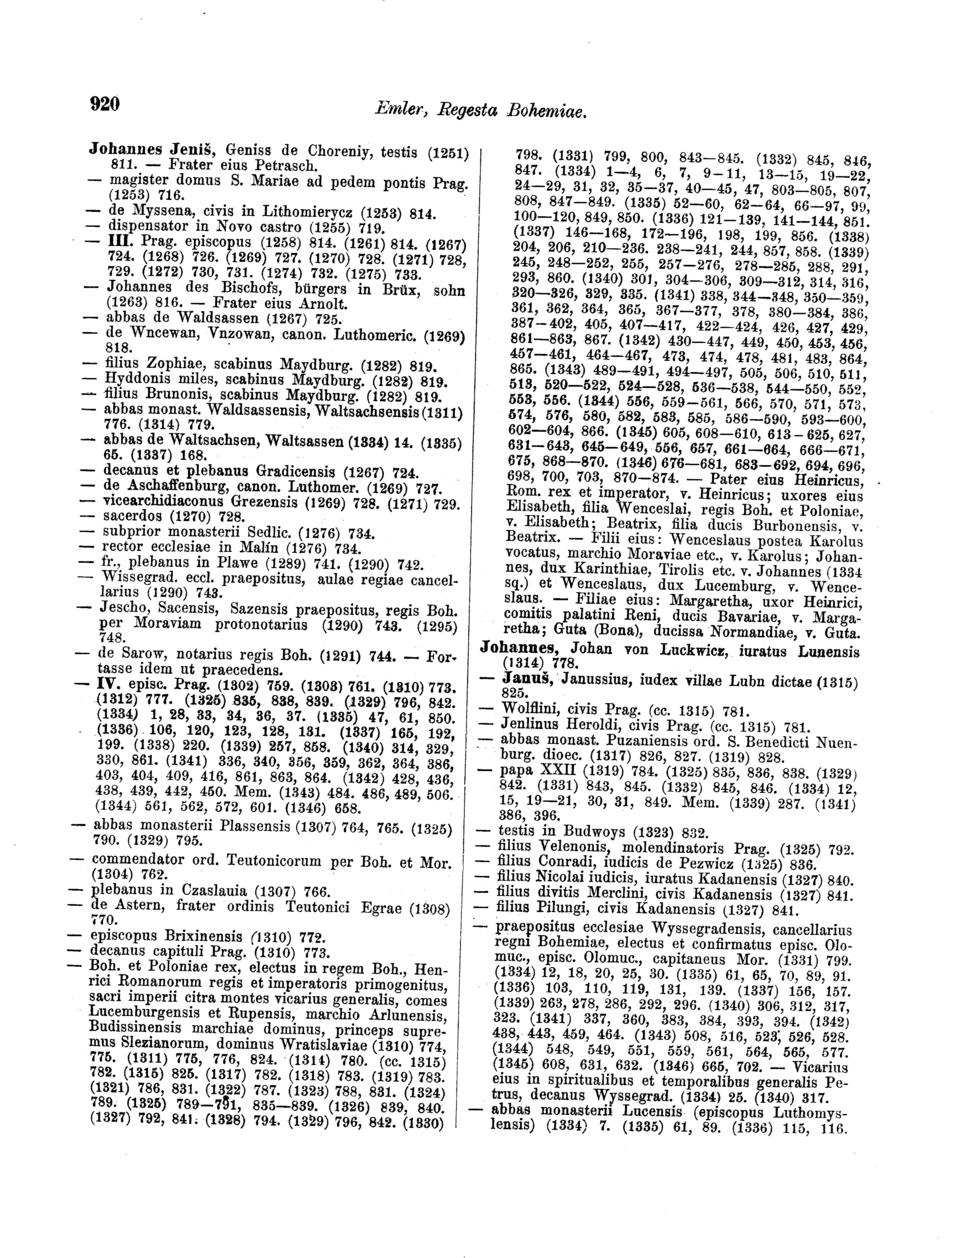 920
Emler, Regesta Bohemiae.
Johannes Jeniš, Geniss de Choreniy, testis (1251)
811. — Frater eius Petrasch.
— magister domus S. Mariae ad pedem pontis Prag.
(1253) 716.
— de Myssena, civis in Lithomierycz (1253) 814.
— dispensator in Novo castro (1255) 719.
— III. Prag. episcopus (1258) 814. (1261) 814. (1267)
724. (1268) 726. (1269) 727. (1270) 728. (1271) 728,
729. (1272) 730, 731. (1274) 732. (1275) 733.
— Johannes des Bischofs, bürgers in Brüx, sohn
(1263) 816. — Frater eius Arnolt.
— abbas de Waldsassen (1267) 725.
— de Wncewan, Vnzowan, canon. Luthomeric. (1269)
818.
— filius Zophiae, scabinus Maydburg. (1282) 819.
— Hyddonis miles, scabinus Maydburg. (1282) 819.
— filius Brunonis, scabinus Maydburg. (1282) 819.
— abbas monast. Waldsassensis, Waltsachsensis (1311)
776. (1314) 779.
— abbas de Waltsachsen, Waltsassen (1334) 14. (1335)
65. (1337) 168.
— decanus et plebanus Gradicensis (1267) 724.
— de Aschaffenburg, canon. Luthomer. (1269) 727.
— vicearchidiaconus Grezensis (1269) 728. (1271) 729.
— sacerdos (1270) 728.
— subprior monasterii Sedlic. (1276) 734.
— rector ecclesiae in Malín (1276) 734.
— fr., plebanus in Plawe (1289) 741. (1290) 742.
— Wissegrad. eccl. praepositus, aulae regiae cancel-
larius (1290) 743.
— Jescho, Sacensis, Sazensis praepositus, regis Boh.
per Moraviam protonotarius (1290) 743. (1295)
748.
— de Sarow, notarius regis Boh. (1291) 744. — For-
tasse idem ut praecedens.
— IV. episc. Prag. (1302) 759. (1303) 761. (1310) 773.
(1312) 777. (1325) 835, 838, 839. (1329) 796, 842.
(1334) 1, 28, 33, 34, 36, 37. (1335) 47, 61, 850.
(1336) 106, 120, 123, 128, 131. (1337) 165, 192,
199. (1338) 220. (1339) 257, 858. (1340) 314, 329,
330, 861. (1341) 336, 340, 356, 359, 362, 364, 386,
403, 404, 409, 416, 861, 863, 864. (1342) 428, 436,
438, 439, 442, 450. Mem. (1343) 484. 486, 489, 506.
(1344) 561, 562, 572, 601. (1346) 658.
— abbas monasterii Plassensis (1307) 764, 765. (1325)
790. (1329) 795.
— commendator ord. Teutonicorum per Boh. et Mor.
(1304) 762.
— plebanus in Czaslauia (1307) 766.
— de Astern, frater ordinis Teutonici Egrae (1308)
770.
— episcopus Brixinensis (1310) 772.
— decanus capituli Prag. (1310) 773.
— Boh. et Poloniae rex, electus in regem Boh., Hen-
rici Romanorum regis et imperatoris primogenitus,
sacri imperii citra montes vicarius generalis, comes
Lucemburgensis et Rupensis, marchio Arlunensis,
Budissinensis marchiae dominus, princeps supre-
mus Slezianorum, dominus Wratislaviae (1310) 774,
775. (1311) 775, 776, 824. (1314) 780. (cc. 1315)
782. (1315) 825. (1317) 782. (1318) 783. (1319) 783.
(1321) 786, 831. (1322) 787. (1323) 788, 831. (1324)
789. (1325) 789—791, 835—839. (1326) 839, 840.
(1327) 792, 841. (1328) 794. (1329) 796, 842. (1330)
798. (1331) 799, 800, 843—845. (1332) 845, 846,
847. (1334) 1—4, 6, 7, 9—11, 13—15, 19—22,
24—29, 31, 32, 35—37, 40—45, 47, 803—805, 807,
808, 847—849. (1335) 52—60, 62—64, 66—97, 99,
100—120, 849, 850. (1336) 121—139, 141—144, 851.
(1337) 146—168, 172—196, 198, 199, 856. (1338)
204, 206, 210—236. 238—241, 244, 857, 858. (1339)
245, 248—252, 255, 257—276, 278—285, 288, 291,
293, 860. (1340) 301, 304—306, 309—312, 314, 316,
320—326, 329, 335. (1341) 338, 344—348, 350—359,
361, 362, 364, 365, 367—377, 378, 380—384, 386,
387—402, 405, 407—417, 422—424, 426, 427, 429,
861—863, 867. (1342) 430—447, 449, 450, 453, 456,
457—461, 464—467, 473, 474, 478, 481, 483, 864,
865. (1343) 489—491, 494—497, 505, 506, 510, 511,
513, 520—522, 524—528, 536—538, 544—550, 552,
553, 556. (1344) 556, 559—561, 566, 570, 571, 573,
574, 576, 580, 582, 583, 585, 586—590, 593—600,
602—604, 866. (1345) 605, 608—610, 613—625, 627,
631—643, 645—649, 656, 657, 661—664, 666—671,
675, 868—870. (1346) 676—681, 683—692, 694, 696,
698, 700, 703, 870—874. — Pater eius Heinricus,
Rom. rex et imperator, v. Heinricus; uxores eius
Elisabeth, filia Wenceslai, regis Boh. et Poloniae,
v. Elisabeth; Beatrix, filia ducis Burbonensis, v.
Beatrix. — Filii eius: Wenceslaus postea Karolus
vocatus, marchio Moraviae etc., v. Karolus; Johan-
nes, dux Karinthiae, Tirolis etc. v. Johannes (1334
sq.) et Wenceslaus, dux Lucemburg, v. Wence-
slaus. — Filiae eius: Margaretha, uxor Heinrici,
comitis palatini Reni, ducis Bavariae, v. Marga-
retha; Guta (Bona), ducissa Normandiae, v. Guta.
Johannes, Johan von Luckwicz, iuratus Lunensis
(1314) 778.
— Januš, Janussius, iudex villae Lubn dictae (1315)
825.
— Wolflini, civis Prag. (cc. 1315) 781.
— Jenlinus Heroldi, civis Prag. (cc. 1315) 781.
— abbas monast. Puzaniensis ord. S. Benedicti Nuen-
burg. dioec. (1317) 826, 827. (1319) 828.
— papa XXII (1319) 784. (1325) 835, 836, 838. (1329)
842. (1331) 843, 845. (1332) 845, 846. (1334) 12,
15, 19—21, 30, 31, 849. Mem. (1339) 287. (1341)
386, 396.
— testis in Budwoys (1323) 832.
— filius Velenonis, molendinatoris Prag. (1325) 792.
— filius Conradi, iudicis de Pezwicz (1325) 836.
— filius Nicolai iudicis, iuratus Kadanensis (1327) 840.
— filius divitis Merclini, civis Kadanensis (1327) 841.
— filius Pilungi, civis Kadanensis (1327) 841.
— praepositus ecclesiae Wyssegradensis, cancellarius
regni Bohemiae, electus et confirmatus episc. Olo-
muc., episc. Olomuc., capitaneus Mor. (1331) 799.
(1334) 12, 18, 20, 25, 30. (1335) 61, 65, 70, 89, 91.
(1336) 103, 110, 119, 131, 139. (1337) 156, 157.
(1339) 263, 278, 286, 292, 296. (1340) 306, 312, 317,
323. (1341) 337, 360, 383, 384, 393, 394. (1342)
438, 443, 459, 464. (1343) 508, 516, 523, 526, 528.
(1344) 548, 549, 551, 559, 561, 564, 565, 577.
(1345) 608, 631, 632. (1346) 665, 702. — Vicarius
eius in spiritualibus et temporalibus generalis Pe-
trus, decanus Wyssegrad. (1334) 25. (1340) 317.
— abbas monasterii Lucensis (episcopus Luthomys-
lensis) (1334) 7. (1335) 61, 89. (1336) 115, 116.